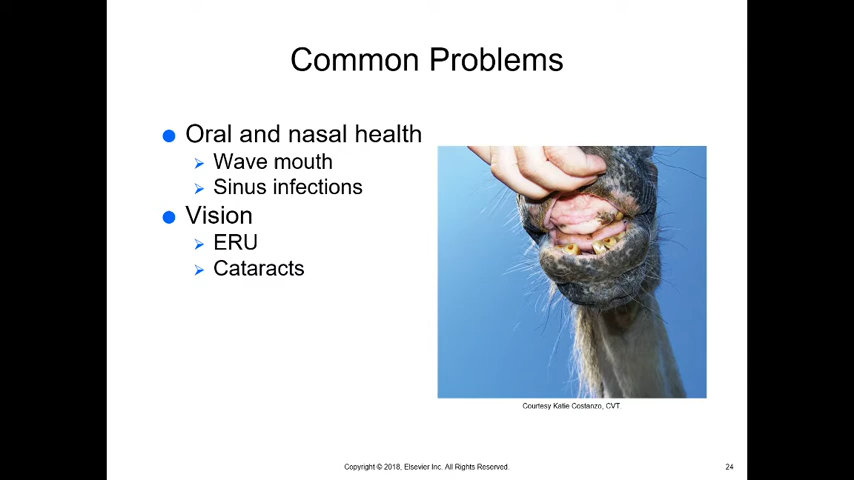 Common Problems
Oral and nasal health
Wave mouth
Sinus infections
Vision
ERU
Cataracts
Courtesy Katie Costanzo, CVT.
Copyright © 2018, Elsevier Inc. All Rights Reserved.
24